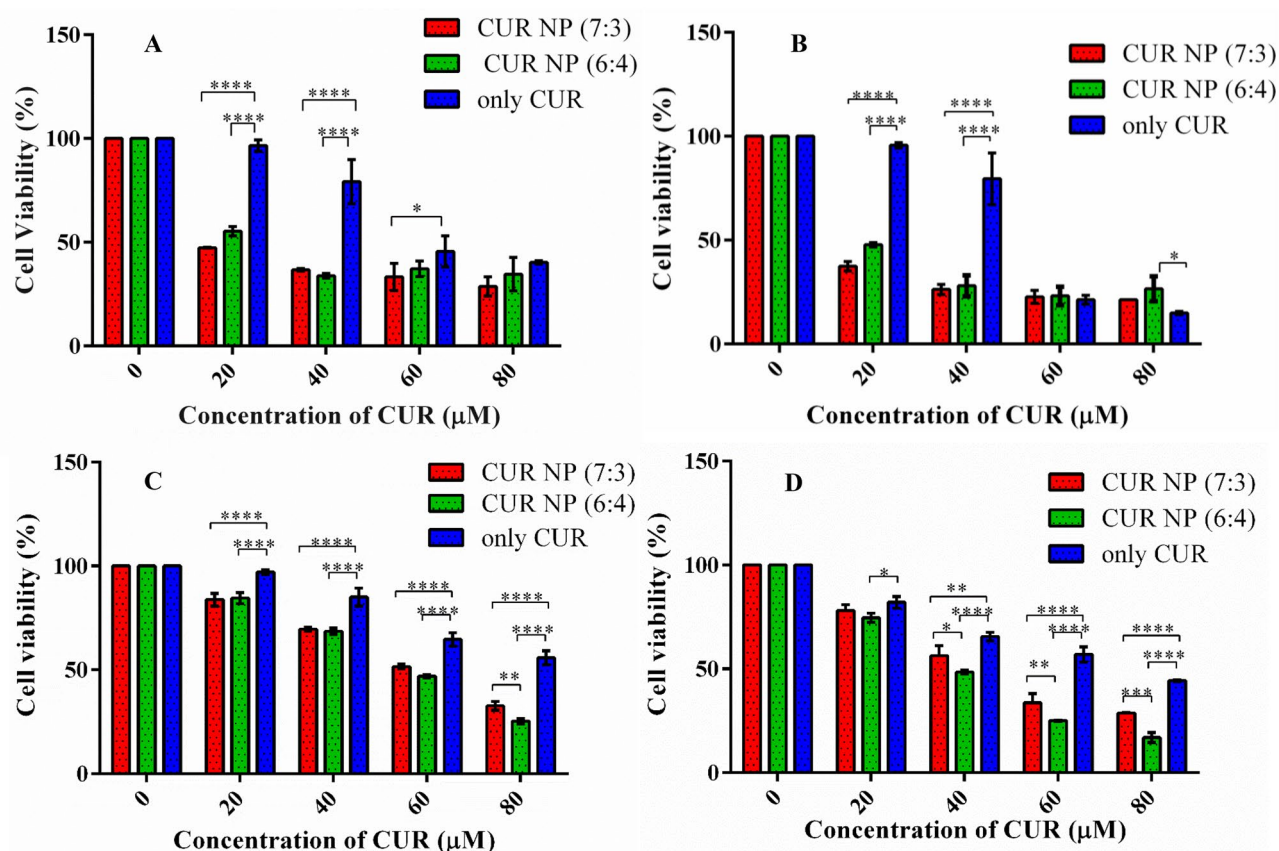 A
CUR NP (7:3)
CUR NP (6:4)
only CUR
Cell Viability (%)
150
100
50
0
**** **** **** **** *
0 20 40 60 80
Concentration of CUR (μM)
B
CUR NP (7:3)
CUR NP (6:4)
only CUR
Cell viability (%)
150
100
50
0
**** **** **** **** *
0 20 40 60 80
Concentration of CUR (μM)
C
CUR NP (7:3)
CUR NP (6:4)
only CUR
Cell viability (%)
150
100
50
0
**** **** **** **** **** **** **** **** **
0 20 40 60 80
Concentration of CUR (μM)
D
CUR NP (7:3)
CUR NP (6:4)
only CUR
Cell viability (%)
150
100
50
0
* ** **** * **** **** ** **** **** ***
0 20 40 60 80
Concentration of CUR (μM)